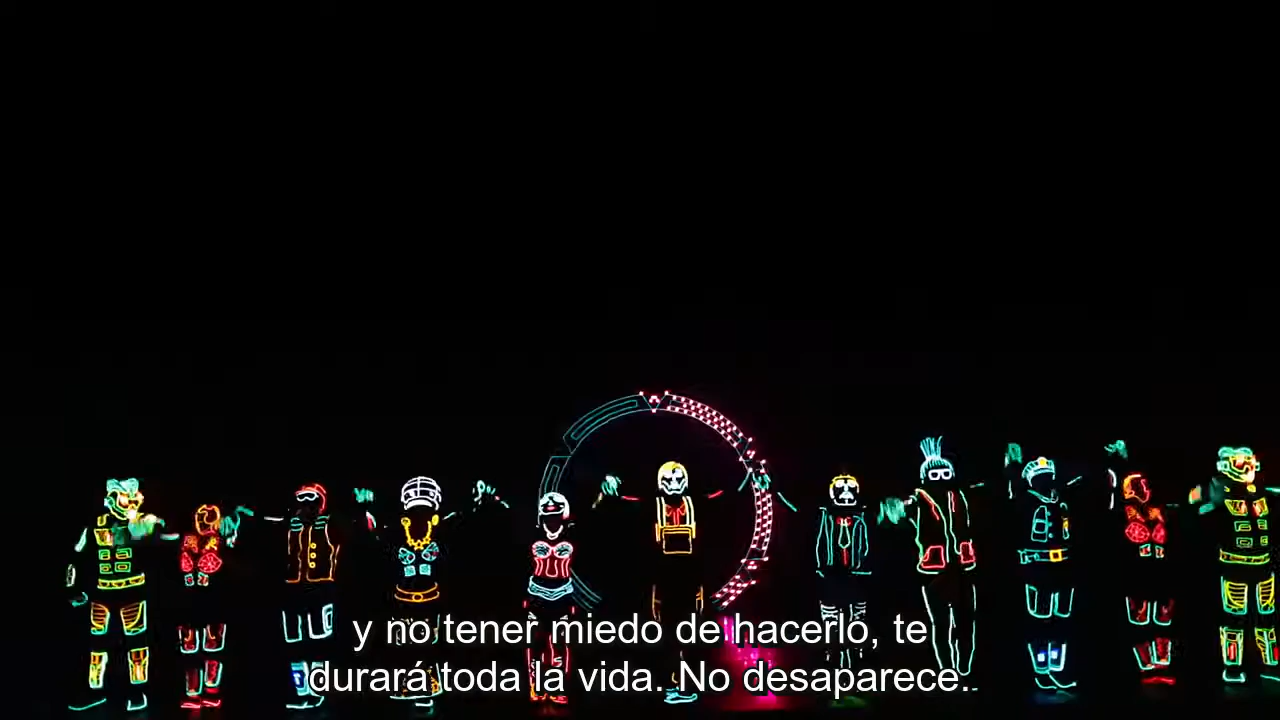 y no tener miedo de hacerlo, te
durará toda la vida. No desaparece.